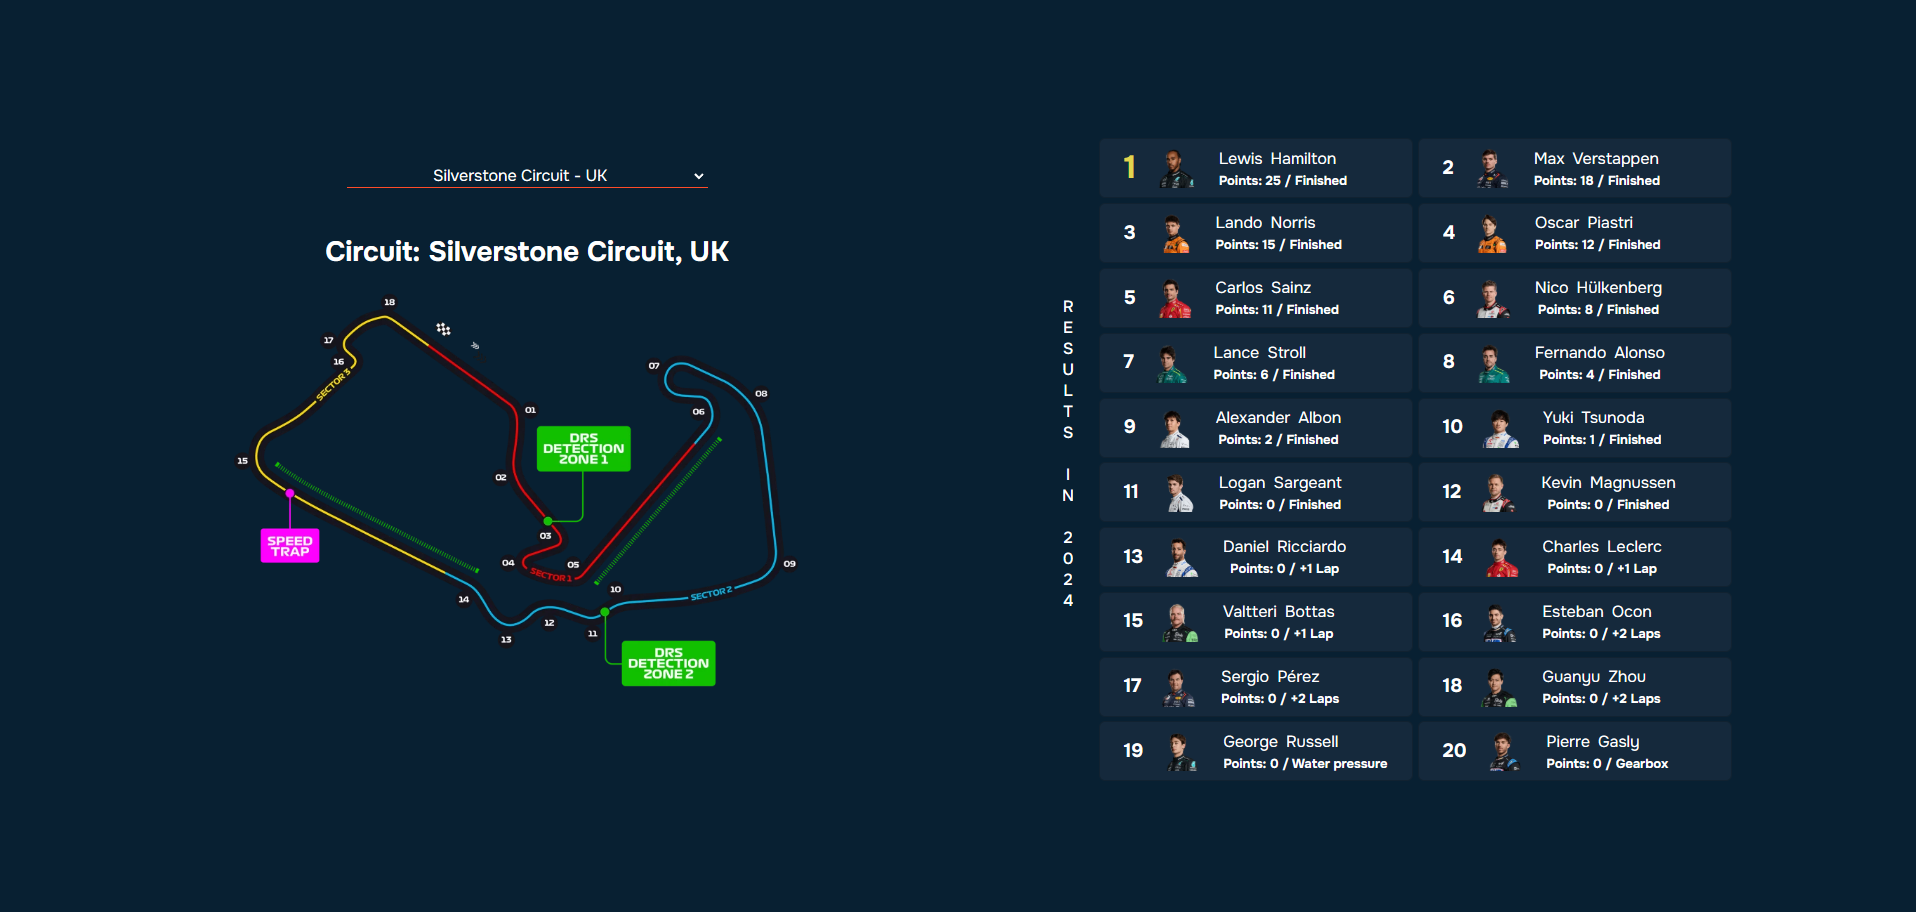 Silverstone Circuit - UK
Circuit: Silverstone Circuit, UK
18
17
16
SECTOR 3
15
01
02
DRS
DETECTION
ZONE 1
03
04
05
SECTOR 1
06
07
08
09
10
SECTOR 2
11
12
13
14
SPEED
TRAP
DRS
DETECTION
ZONE 2
RESULTS IN 2024
1
Lewis Hamilton
Points: 25 / Finished
2
Max Verstappen
Points: 18 / Finished
3
Lando Norris
Points: 15 / Finished
4
Oscar Piastri
Points: 12 / Finished
5
Carlos Sainz
Points: 11 / Finished
6
Nico Hülkenberg
Points: 8 / Finished
7
Lance Stroll
Points: 6 / Finished
8
Fernando Alonso
Points: 4 / Finished
9
Alexander Albon
Points: 2 / Finished
10
Yuki Tsunoda
Points: 1 / Finished
11
Logan Sargeant
Points: 0 / Finished
12
Kevin Magnussen
Points: 0 / Finished
13
Daniel Ricciardo
Points: 0 / +1 Lap
14
Charles Leclerc
Points: 0 / +1 Lap
15
Valtteri Bottas
Points: 0 / +1 Lap
16
Esteban Ocon
Points: 0 / +2 Laps
17
Sergio Pérez
Points: 0 / +2 Laps
18
Guanyu Zhou
Points: 0 / +2 Laps
19
George Russell
Points: 0 / Water pressure
20
Pierre Gasly
Points: 0 / Gearbox